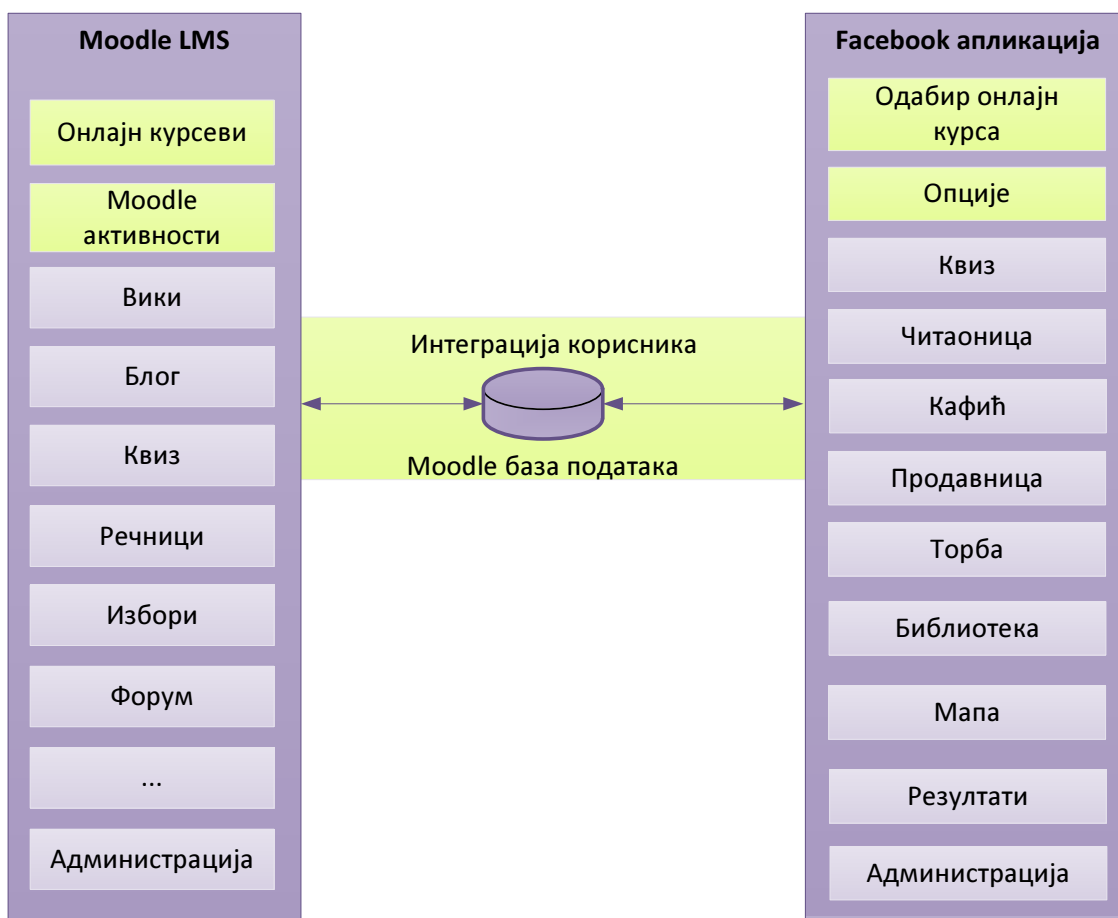 Moodle LMS
Онлајн курсеви
Moodle
активности
Вики
Блог
Квиз
Речници
Избори
Форум
...
Администрација
Интеграција корисника
Moodle база података
Facebook апликација
Одабир онлајн
курса
Опције
Квиз
Читаоница
Кафић
Продавница
Торба
Библиотека
Мапа
Резултати
Администрација